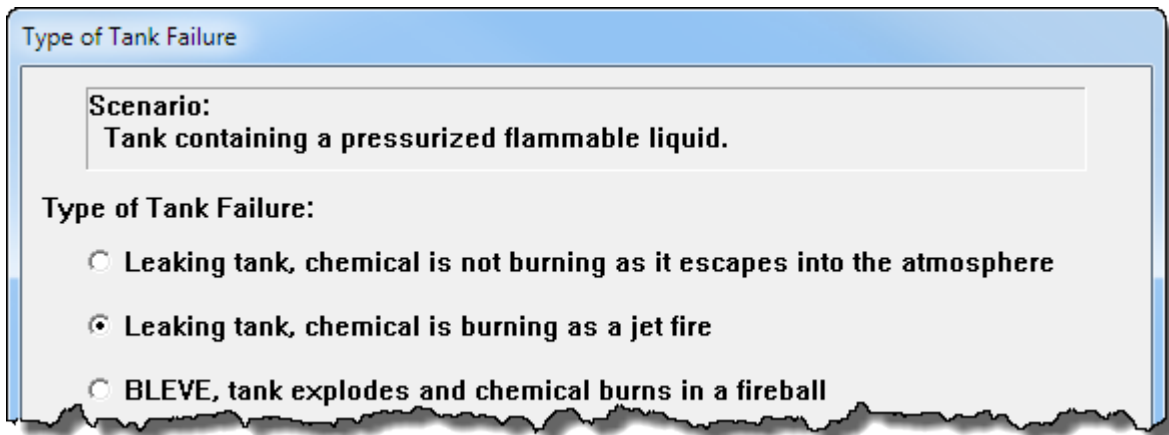 Type of Tank Failure
Scenario:
Tank containing a pressurized flammable liquid.
Type of Tank Failure:
Leaking tank, chemical is not burning as it escapes into the atmosphere
Leaking tank, chemical is burning as a jet fire
BLEVE, tank explodes and chemical burns in a fireball